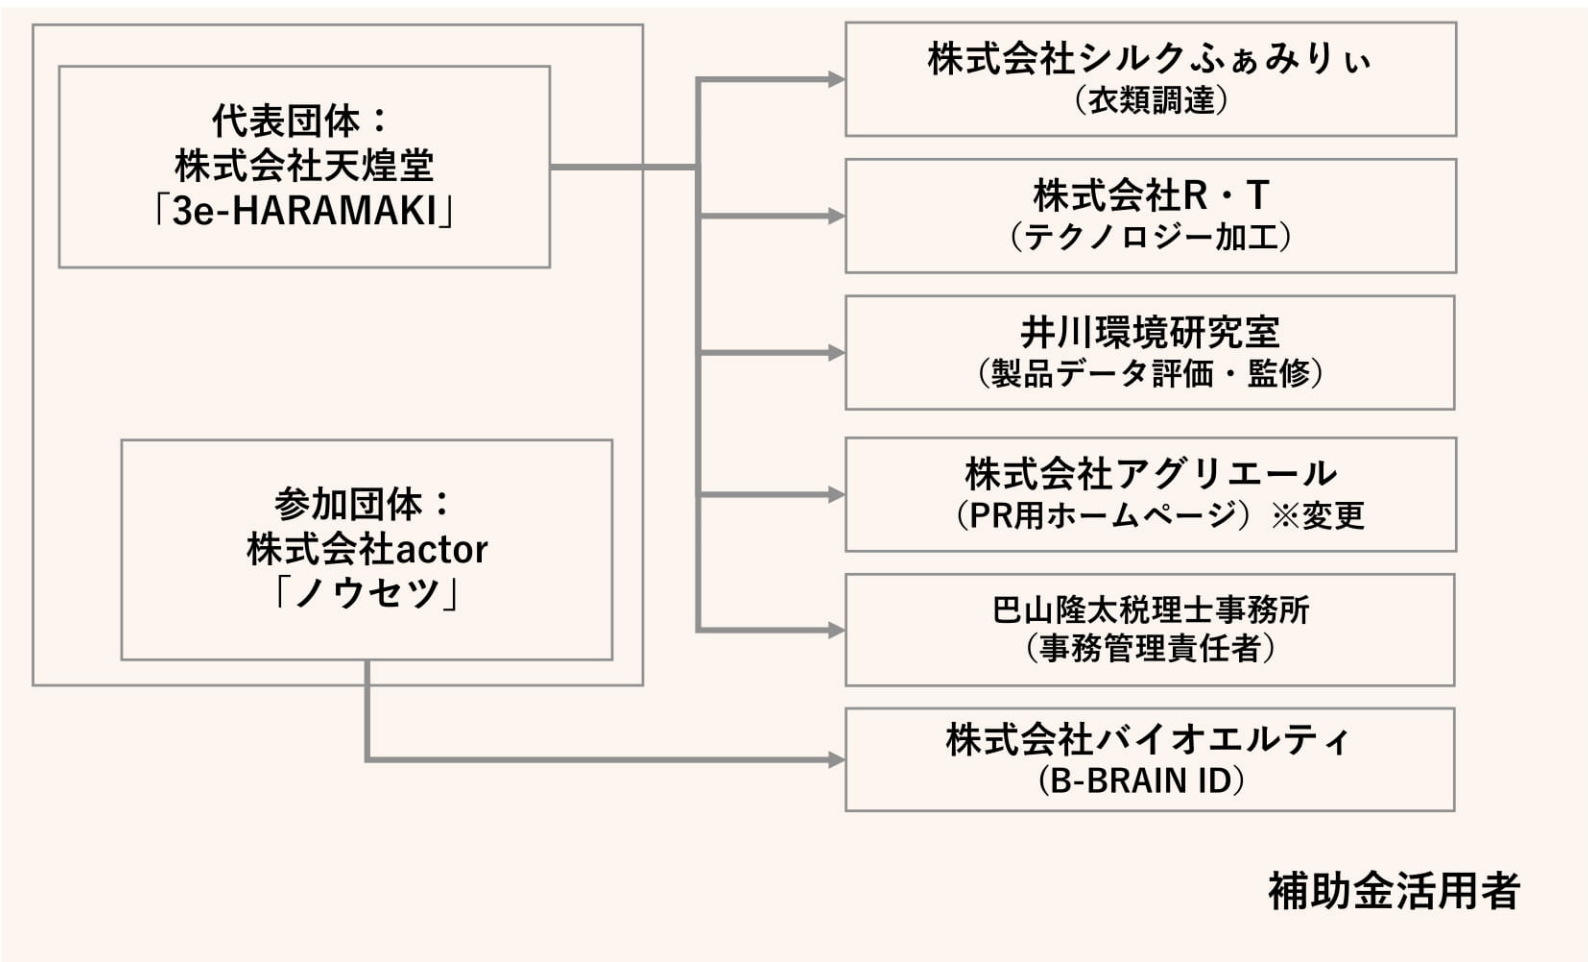 代表団体：
株式会社天煌堂
「3e-HARAMAKI」
参加団体：
株式会社actor
「ノウセツ」
株式会社シルクふぁみりぃ
（衣類調達）
株式会社R・T
（テクノロジー加工）
井川環境研究室
（製品データ評価・監修）
株式会社アグリエール
（PR用ホームページ）※変更
巴山隆太税理士事務所
（事務管理責任者）
株式会社バイオエルティ
（B-BRAIN ID）
補助金活用者